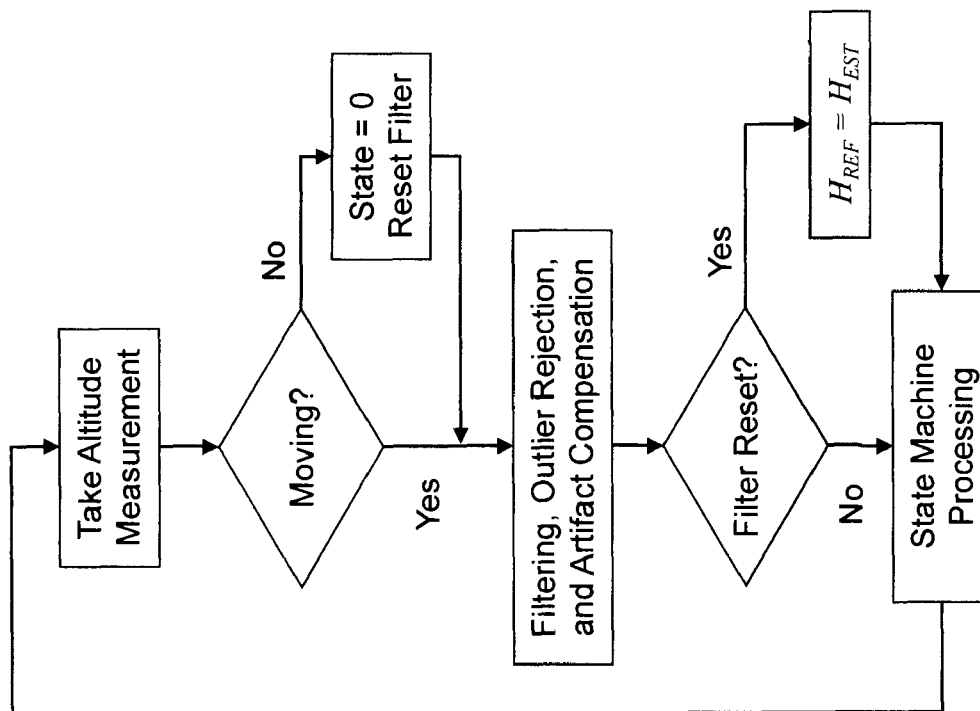 Take Altitude
Measurement
Moving?
No
State = 0
Reset Filter
Yes
Filtering, Outlier Rejection,
and Artifact Compensation
Filter Reset?
Yes
H_REF = H_EST
No
State Machine
Processing